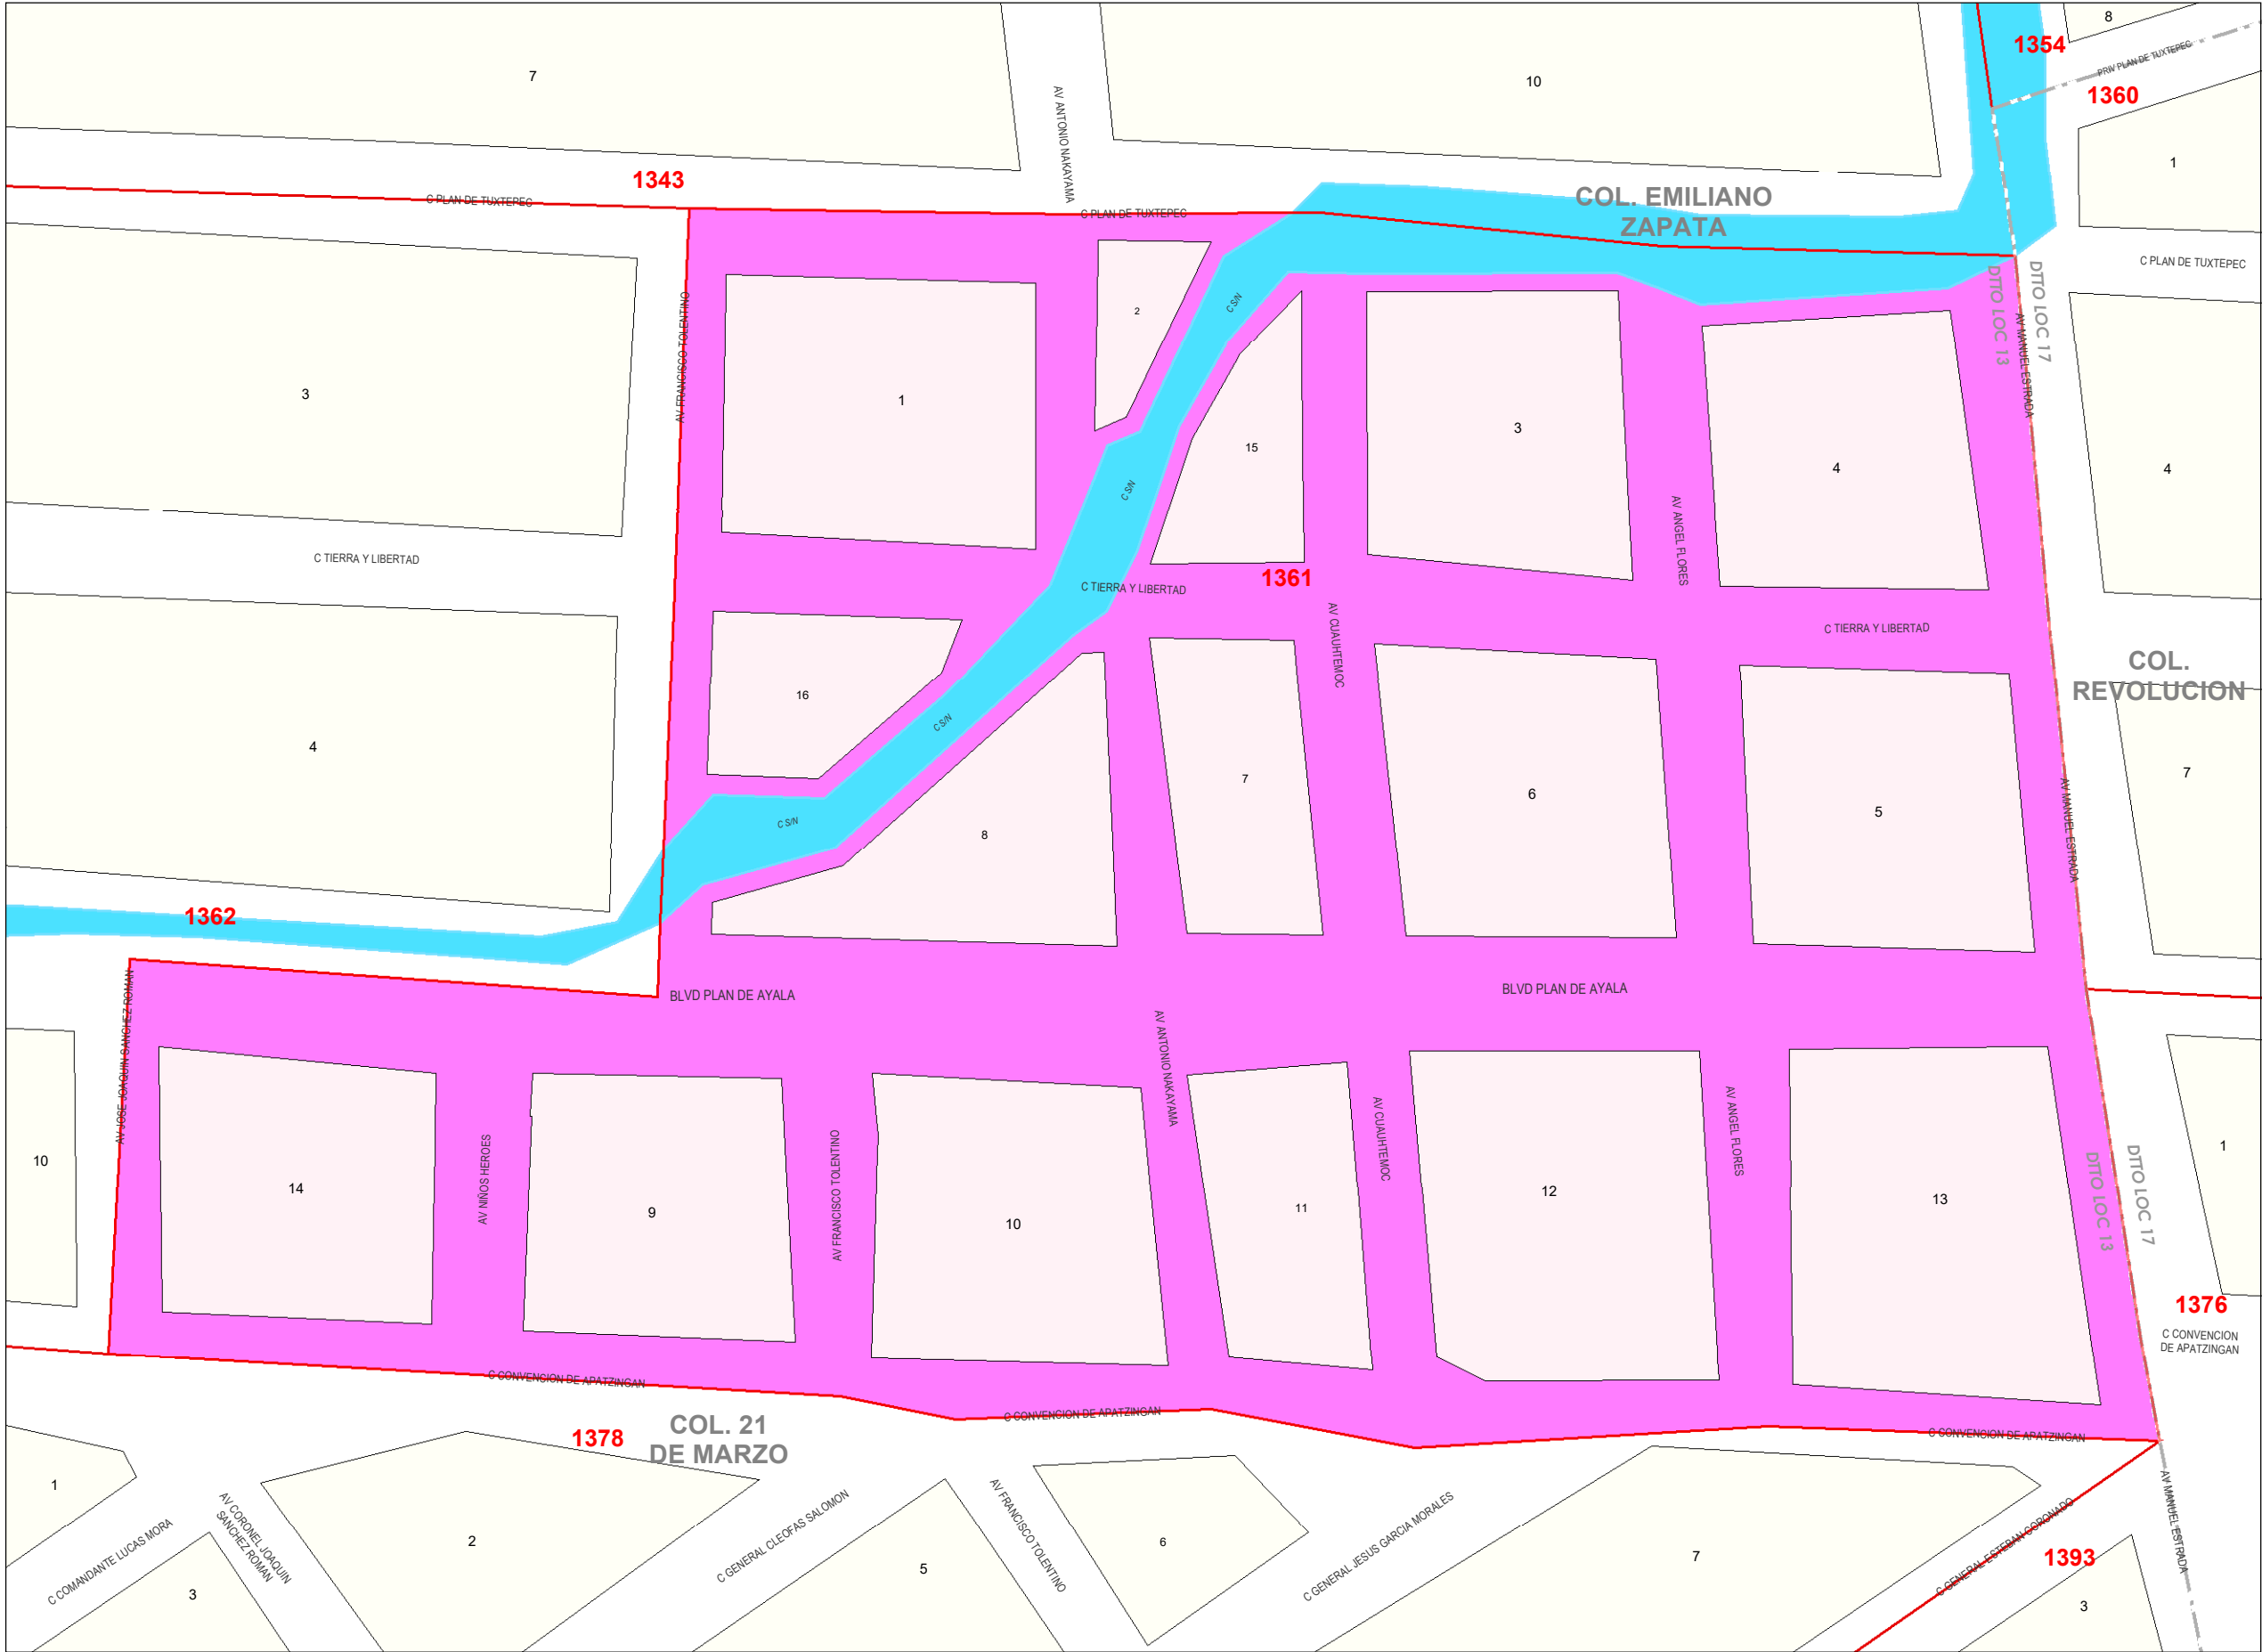 8
1354
PRIV PLAN DE TUXTEPEC
7
10
1360
AV ANTONIO NAKAYAMA
1
1343
C PLAN DE TUXTEPEC
C PLAN DE TUXTEPEC
COL. EMILIANO
ZAPATA
C PLAN DE TUXTEPEC
DTTO LOC 13
DTTO LOC 17
AV MANUEL ESTRADA
AV FRANCISCO TOLENTINO
2
C S/N
3
1
15
3
4
4
C S/N
AV ANGEL FLORES
C TIERRA Y LIBERTAD
C TIERRA Y LIBERTAD
1361
AV CUAUHTEMOC
C TIERRA Y LIBERTAD
COL.
REVOLUCION
16
C S/N
4
7
6
5
7
C S/N
8
AV MANUEL ESTRADA
1362
BLVD PLAN DE AYALA
BLVD PLAN DE AYALA
AV JOSE JOAQUIN SANCHEZ ROMAN
AV ANTONIO NAKAYAMA
AV CUAUHTEMOC
AV ANGEL FLORES
10
14
AV NIÑOS HEROES
9
AV FRANCISCO TOLENTINO
10
11
12
13
DTTO LOC 13
DTTO LOC 17
1
1376
C CONVENCION
DE APATZINGAN
C CONVENCION DE APATZINGAN
C CONVENCION DE APATZINGAN
C CONVENCION DE APATZINGAN
1378
COL. 21
DE MARZO
1
AV CORONEL JOAQUIN
SANCHEZ ROMAN
C COMANDANTE LUCAS MORA
2
3
C GENERAL CLEOFAS SALOMON
5
AV FRANCISCO TOLENTINO
6
C GENERAL JESUS GARCIA MORALES
7
C GENERAL ESTEBAN CORONADO
1393
AV MANUEL ESTRADA
3